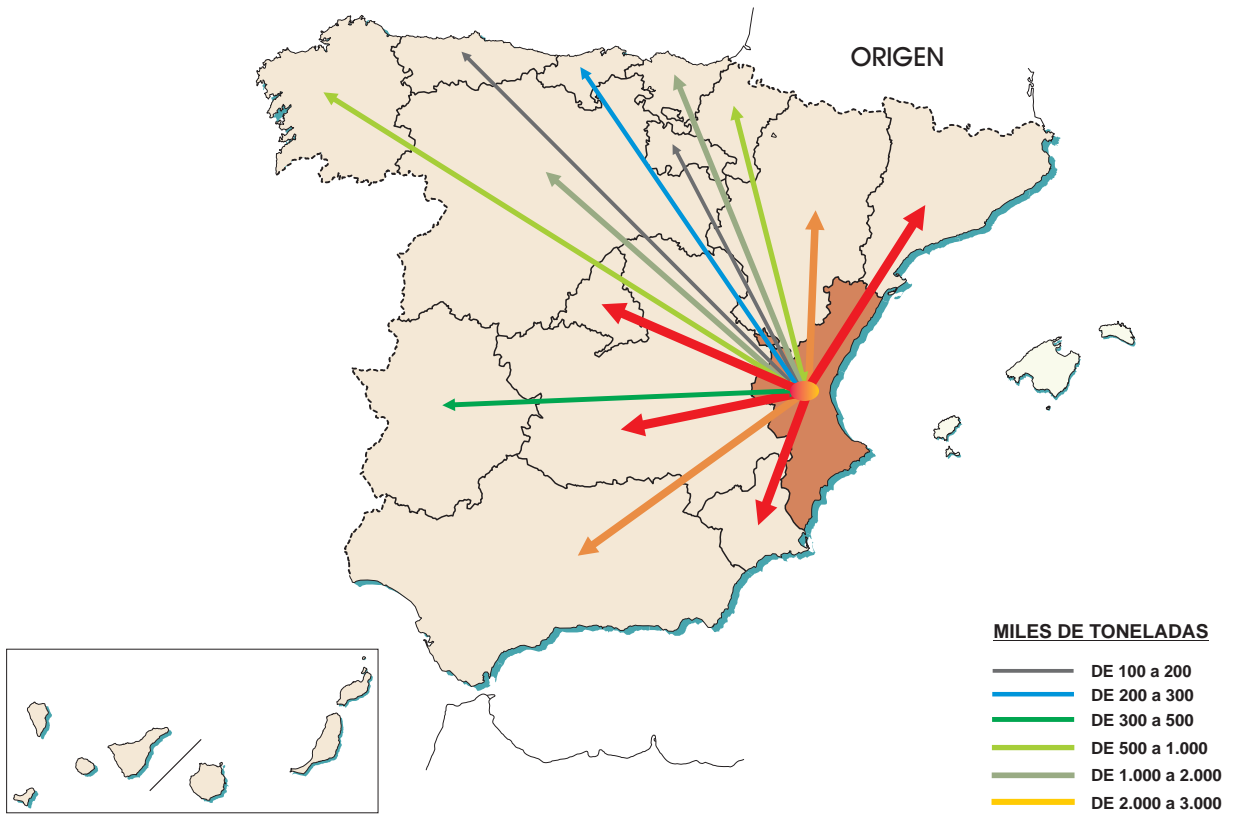 ORIGEN
MILES DE TONELADAS
DE 100 a 200
DE 200 a 300
DE 300 a 500
DE 500 a 1.000
DE 1.000 a 2.000
DE 2.000 a 3.000